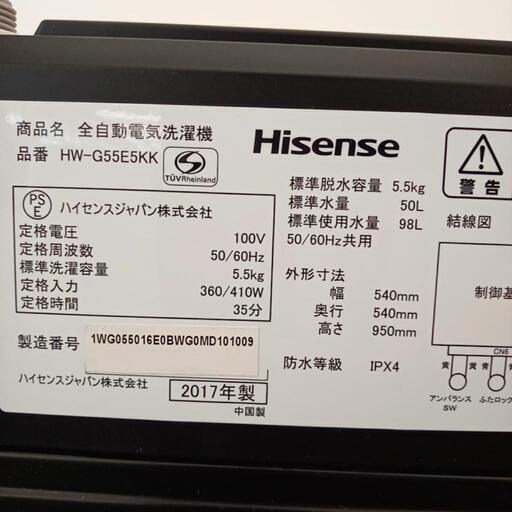 商品名 全自動電気洗濯機
品番 HW-G55E5KK
TÜVRheinland
Hisense
警告
PS
E
ハイセンスジャパン株式会社
定格電圧 100V
定格周波数 50/60Hz
標準洗濯容量 5.5kg
定格入力 360/410W
定格時間 35分
製造番号 1WG055016E0BWG0MD101009
ハイセンスジャパン株式会社
2017年製
中国製
標準脱水容量 5.5kg
標準水量 50L
標準使用水量 98L
50/60Hz共用
外形寸法
幅 540mm
奥行 540mm
高さ 950mm
防水等級 IPX4
結線図
制御基
CN6
黄 黄 青 青
アンバランス
SW
ふたロック